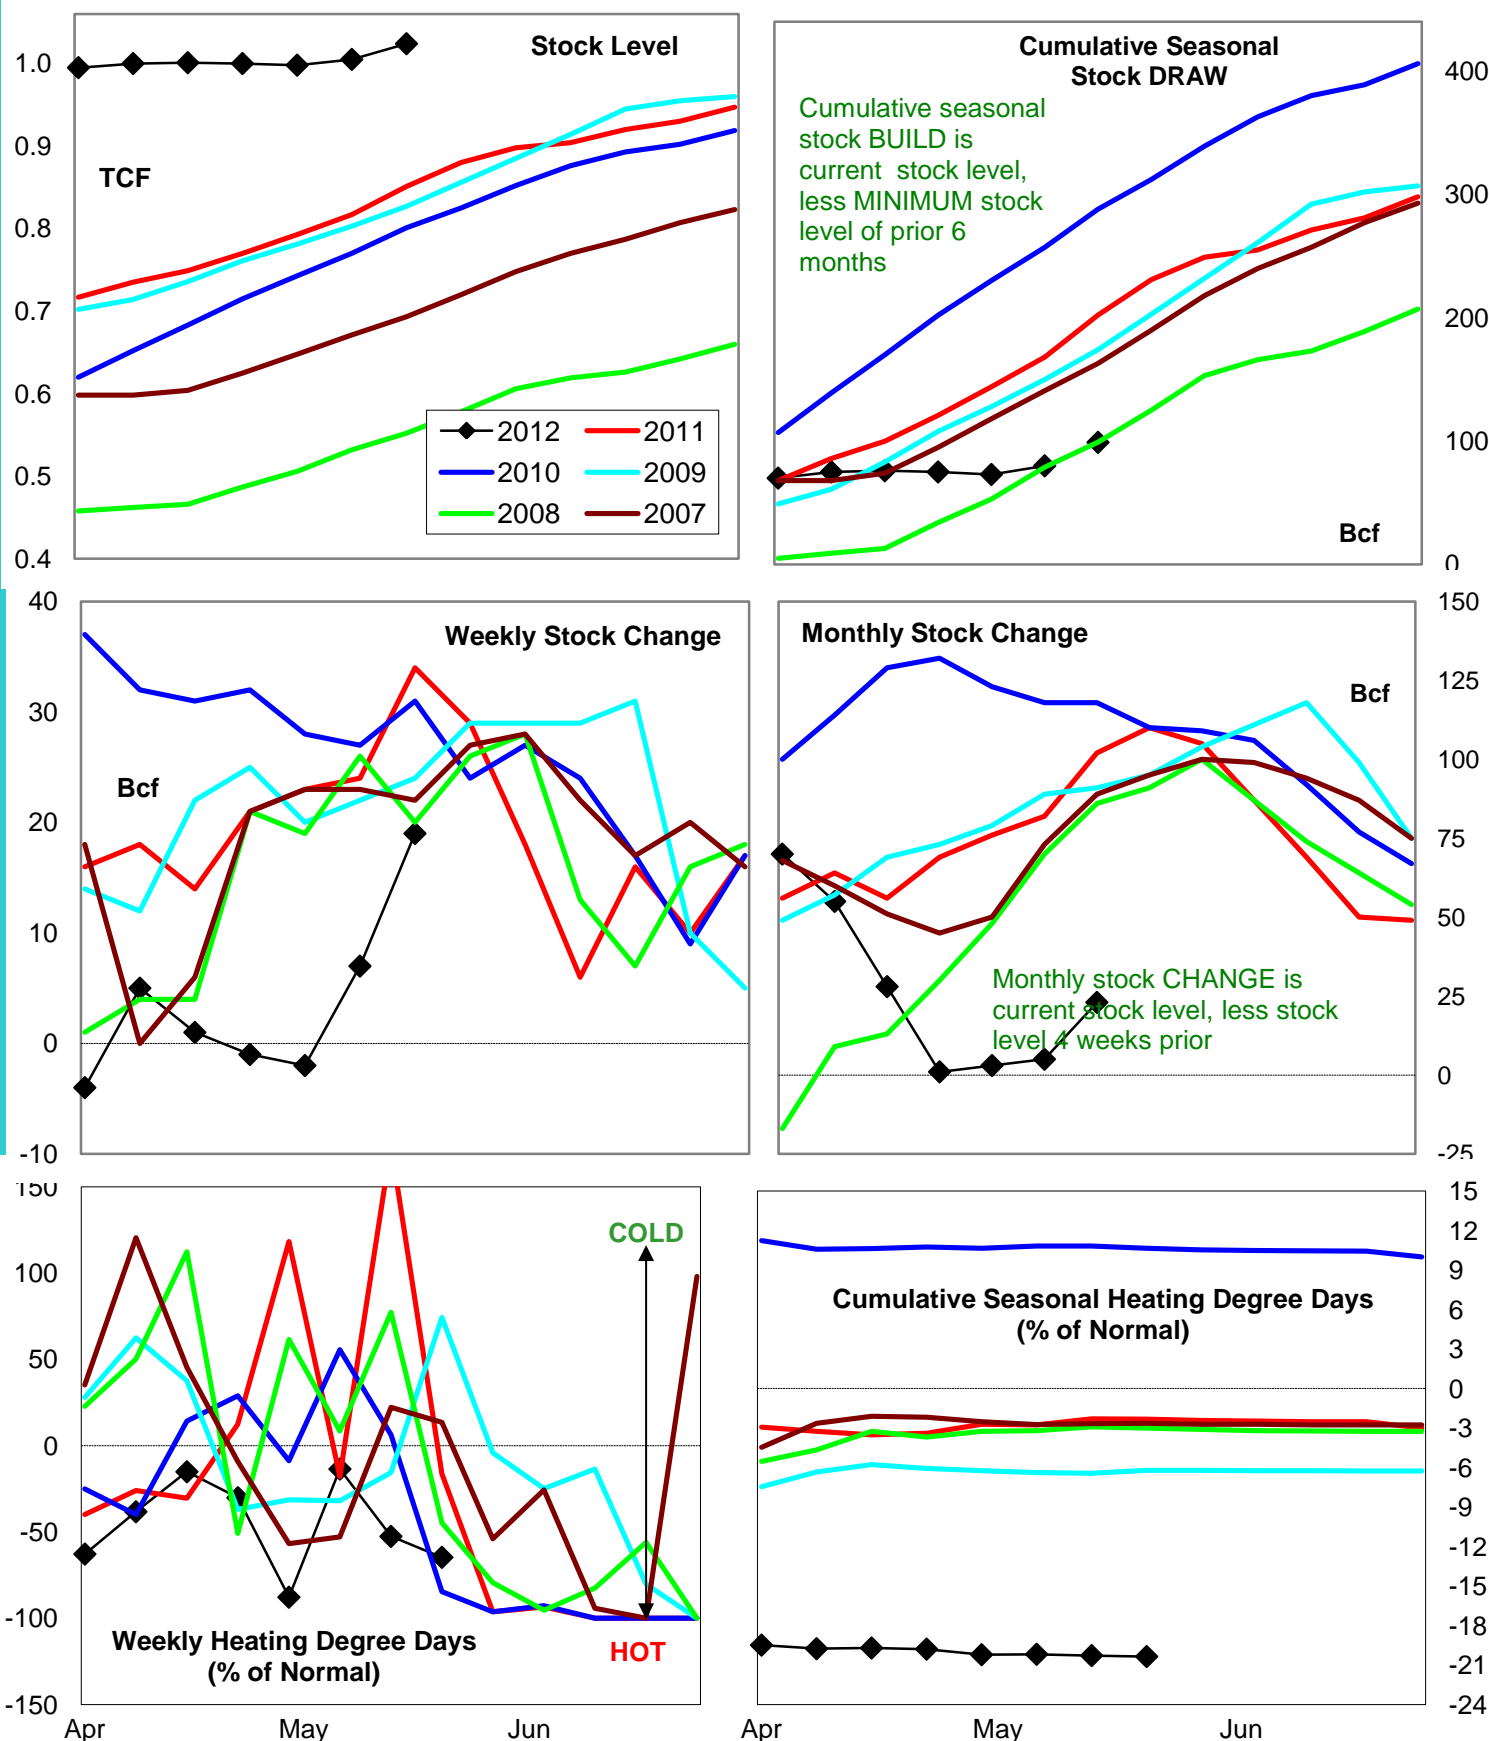 Stock Level
1.0
0.9
0.8
0.7
0.6
0.5
0.4
TCF
2012
2011
2010
2009
2008
2007
Cumulative Seasonal
Stock DRAW
Cumulative seasonal
stock BUILD is
current stock level,
less MINIMUM stock
level of prior 6
months
400
300
200
100
0
Bcf
40
30
20
10
0
-10
Weekly Stock Change
Bcf
Monthly Stock Change
Bcf
Monthly stock CHANGE is
current stock level, less stock
level 4 weeks prior
150
125
100
75
50
25
0
-25
150
100
50
0
-50
-100
-150
COLD
HOT
Weekly Heating Degree Days
(% of Normal)
Apr
May
Jun
Cumulative Seasonal Heating Degree Days
(% of Normal)
15
12
9
6
3
0
-3
-6
-9
-12
-15
-18
-21
-24
Apr
May
Jun